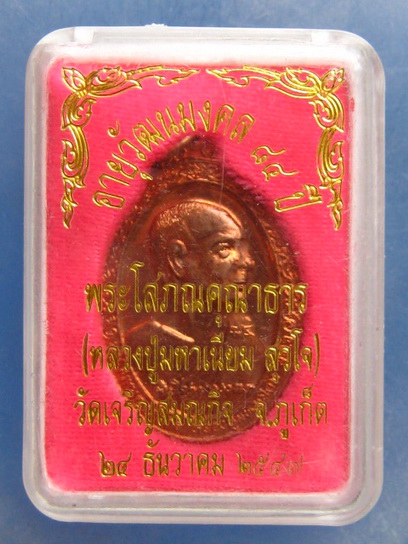 อายุวัฒนมงคล ๘๔ ปี
พระโสภณคุณาธาร
(หลวงปู่มหาเนียม สุวโจ)
วัดเจริญสมณกิจ จ.ภูเก็ต
๒๔ ธันวาคม ๒๕๔๗